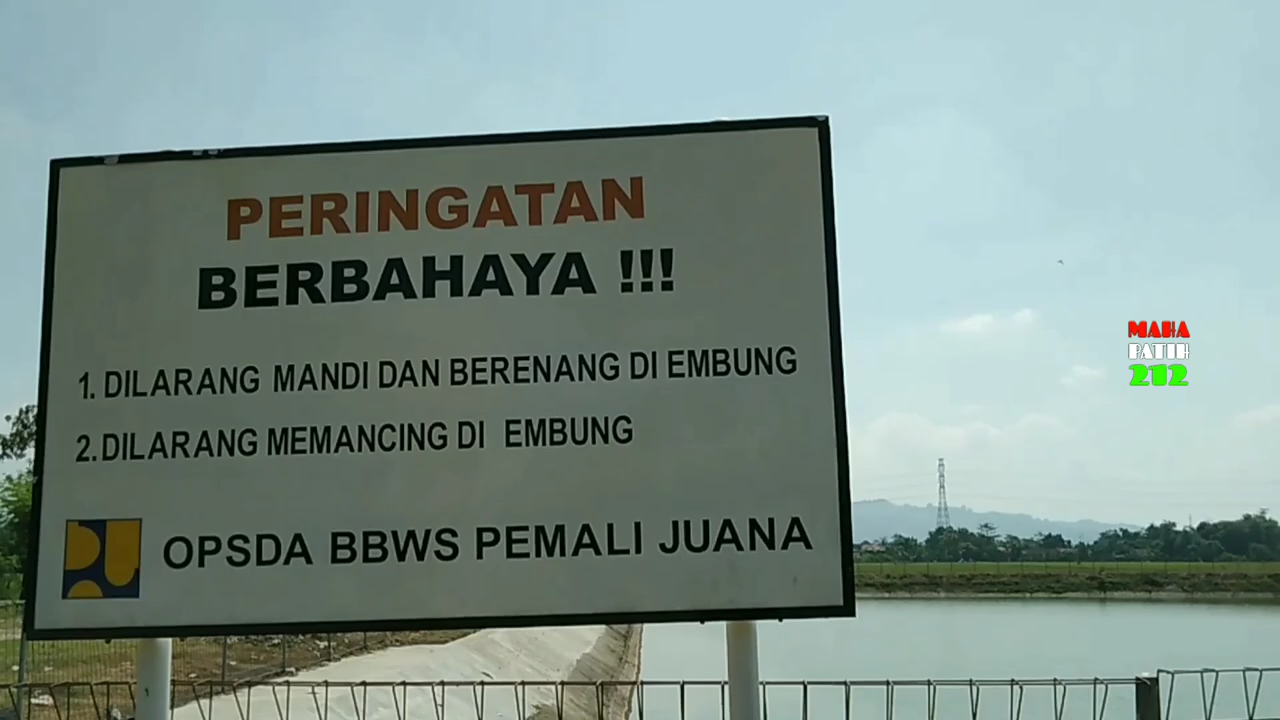 PERINGATAN
BERBAHAYA !!!
1. DILARANG MANDI DAN BERENANG DI EMBUNG
2. DILARANG MEMANCING DI EMBUNG
OPSDA BBWS PEMALI JUANA
MAHA
PATIH
212